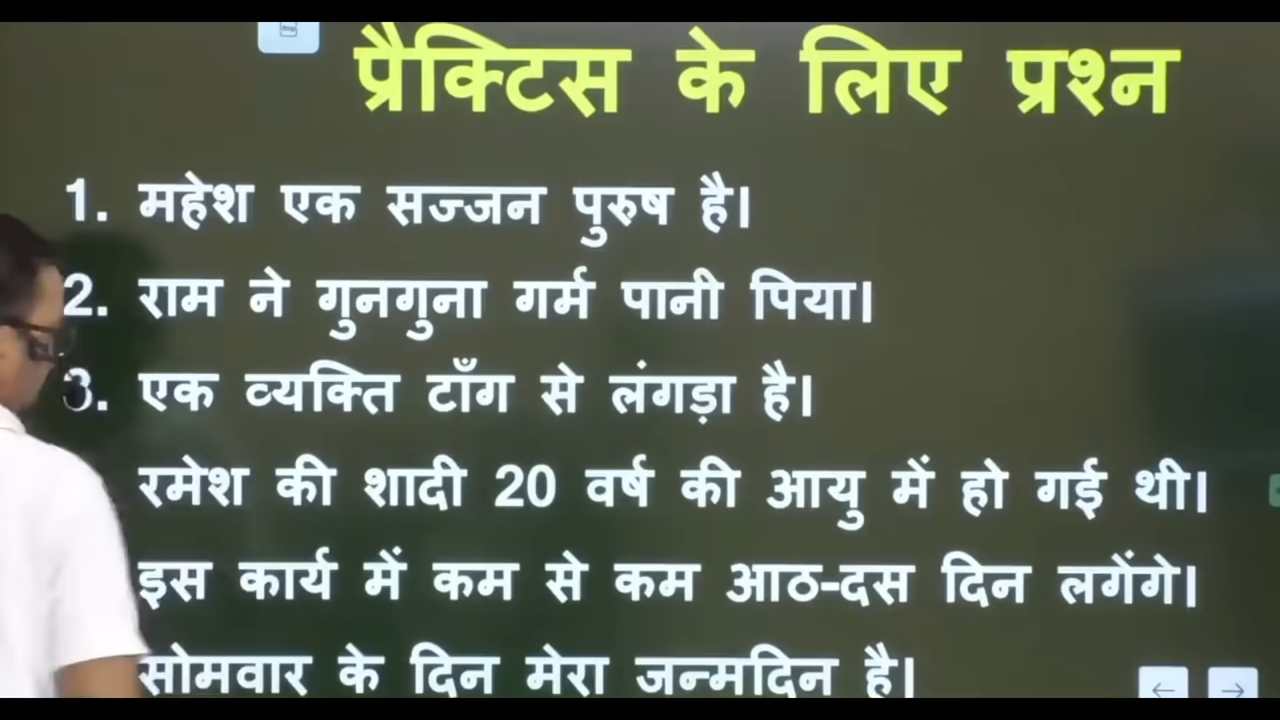 प्रैक्टिस के लिए प्रश्न
1. महेश एक सज्जन पुरुष है।
2. राम ने गुनगुना गर्म पानी पिया।
3. एक व्यक्ति टाँग से लंगड़ा है।
रमेश की शादी 20 वर्ष की आयु में हो गई थी।
इस कार्य में कम से कम आठ-दस दिन लगेंगे।
सोमवार के दिन मेरा जन्मदिन है।